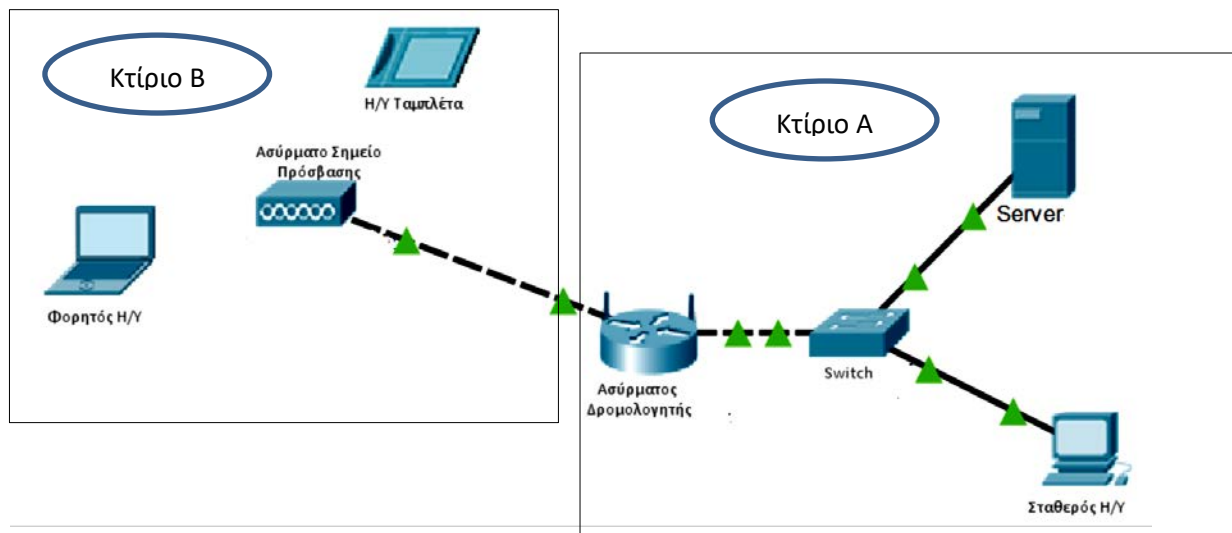 Κτίριο Β
Η/Υ Ταμπλέτα
Ασύρματο Σημείο
Πρόσβασης
Φορητός Η/Υ
Κτίριο Α
Server
Switch
Ασύρματος
Δρομολογητής
Σταθερός Η/Υ